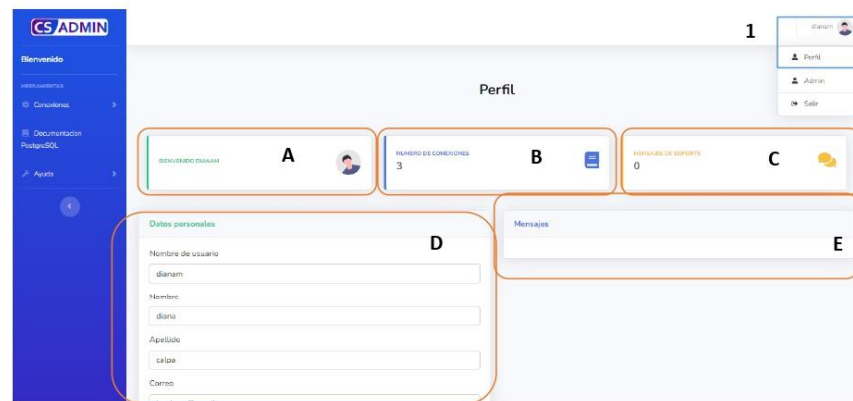 CS ADMIN
1
dianam
Bienvenido
Perfil
HERRAMIENTAS
Admin
Perfil
Conexiones
Salir
Documentacion
PostgreSQL
BIENVENIDO DIANAM
A
NUMERO DE CONEXIONES
3
B
MENSAJES DE SOPORTE
0
C
Ayuda
Datos personales
D
Mensajes
E
Nombre de usuario
dianam
Nombre
diana
Apellido
calpa
Correo